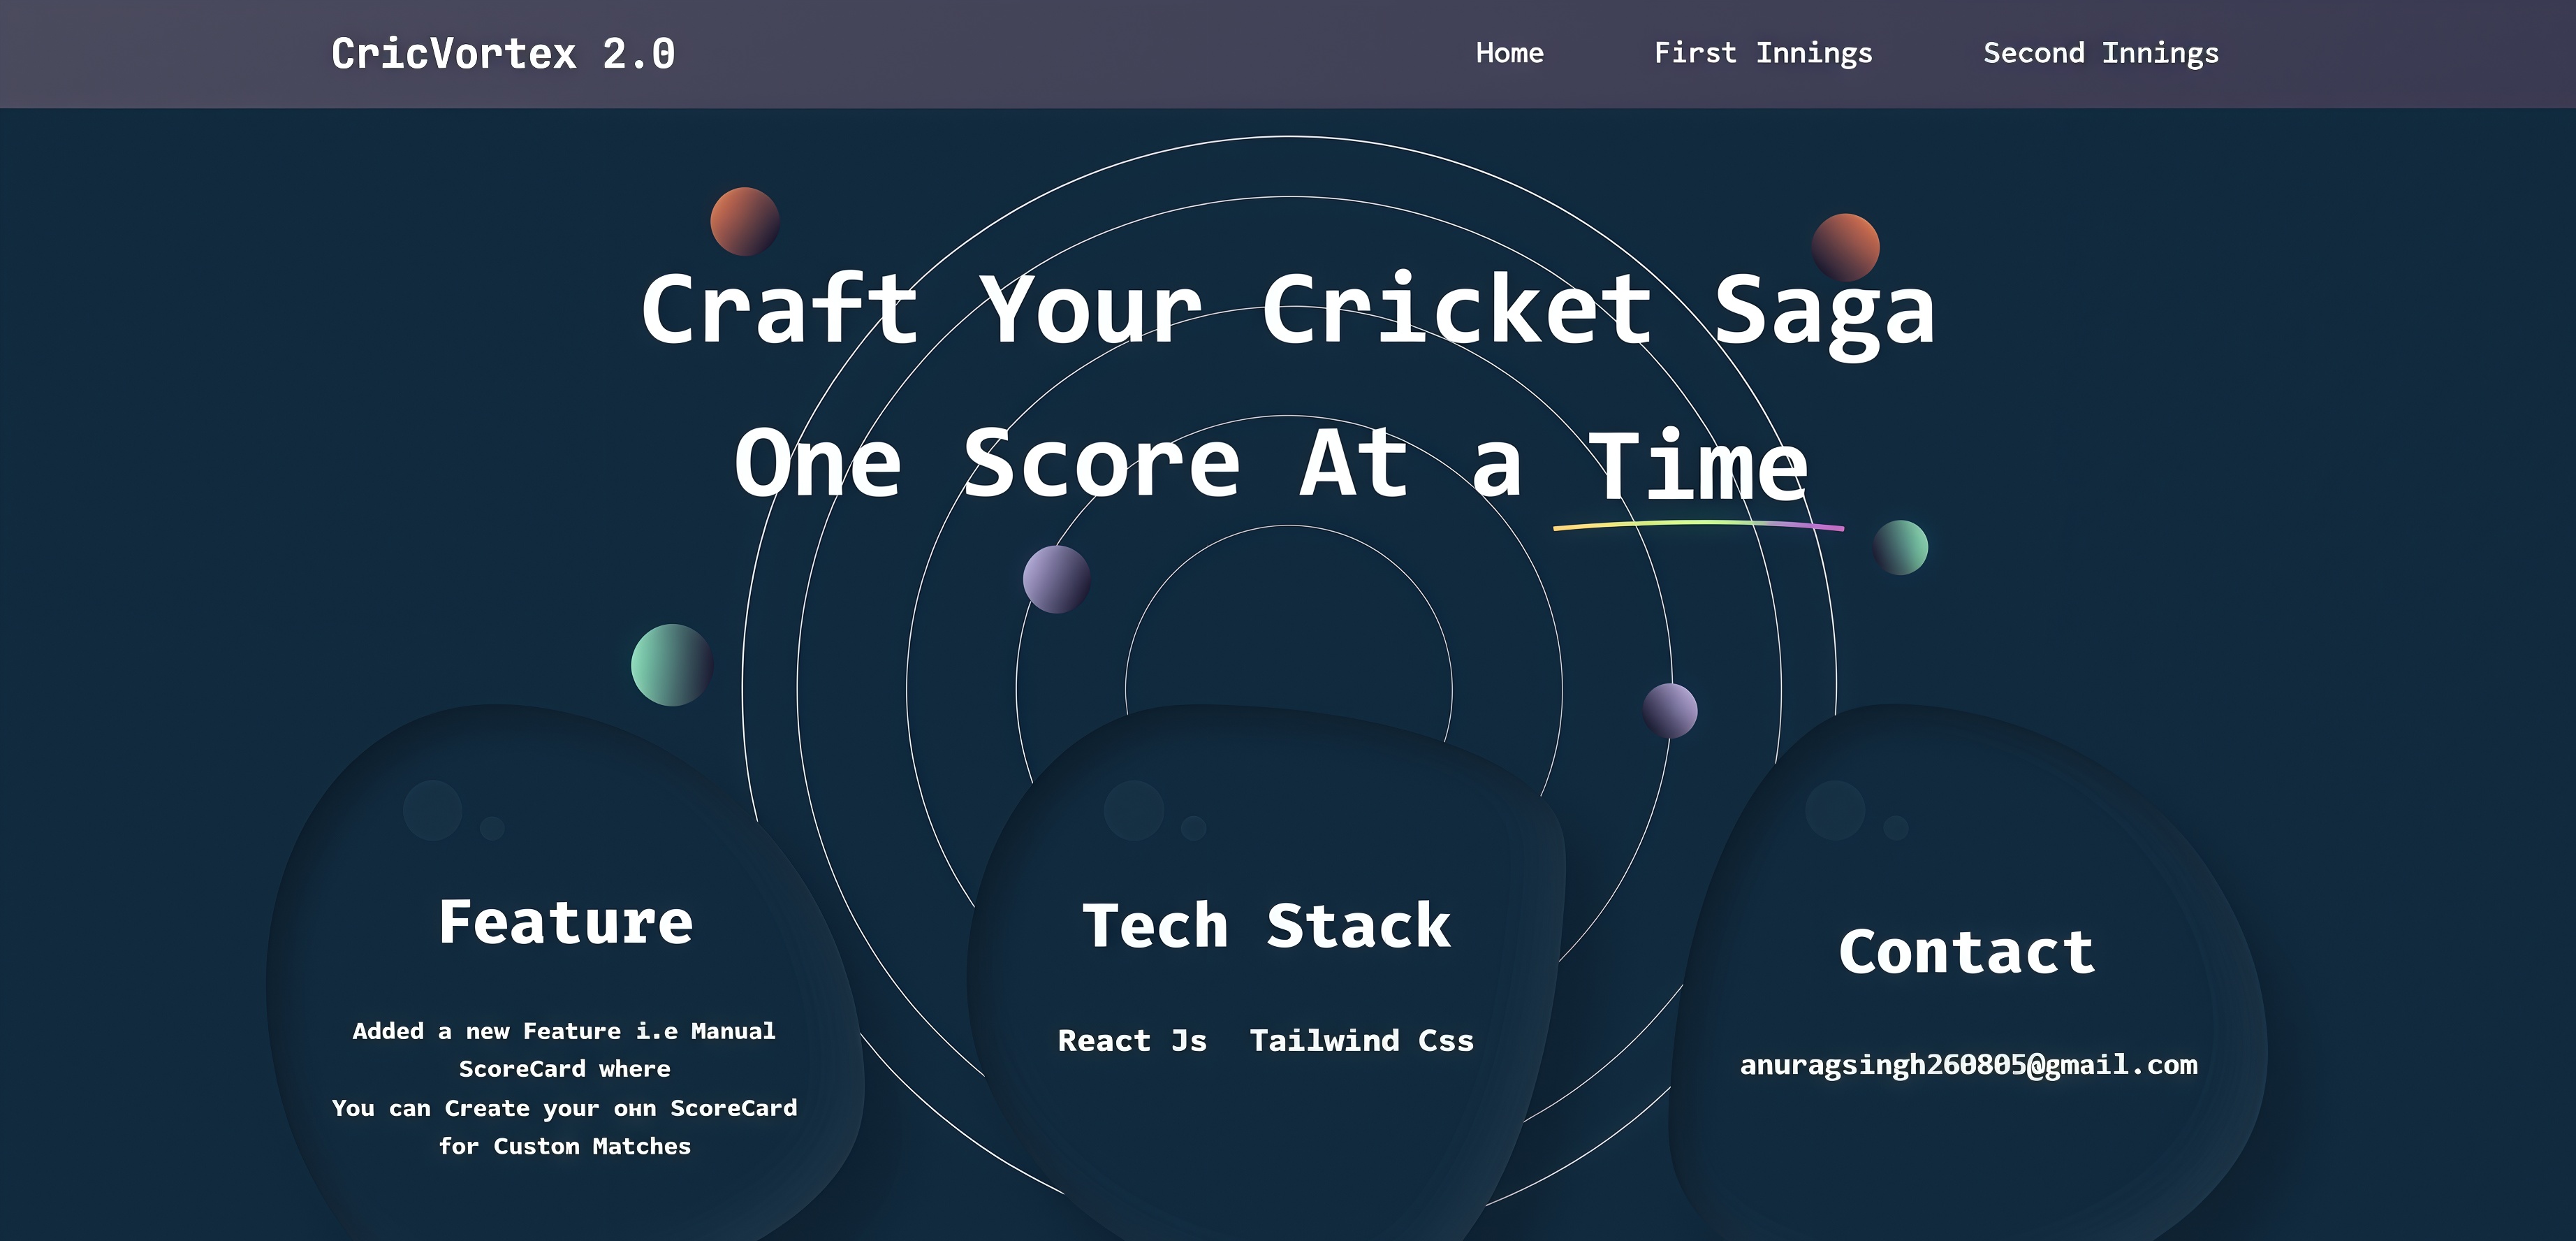 CricVortex 2.0
Home
First Innings
Second Innings
Craft Your Cricket Saga
One Score At a Time
Feature
Added a new Feature i.e Manual
ScoreCard where
You can Create your own ScoreCard
for Custom Matches
Tech Stack
React Js Tailwind Css
Contact
anuragsingh260805@gmail.com